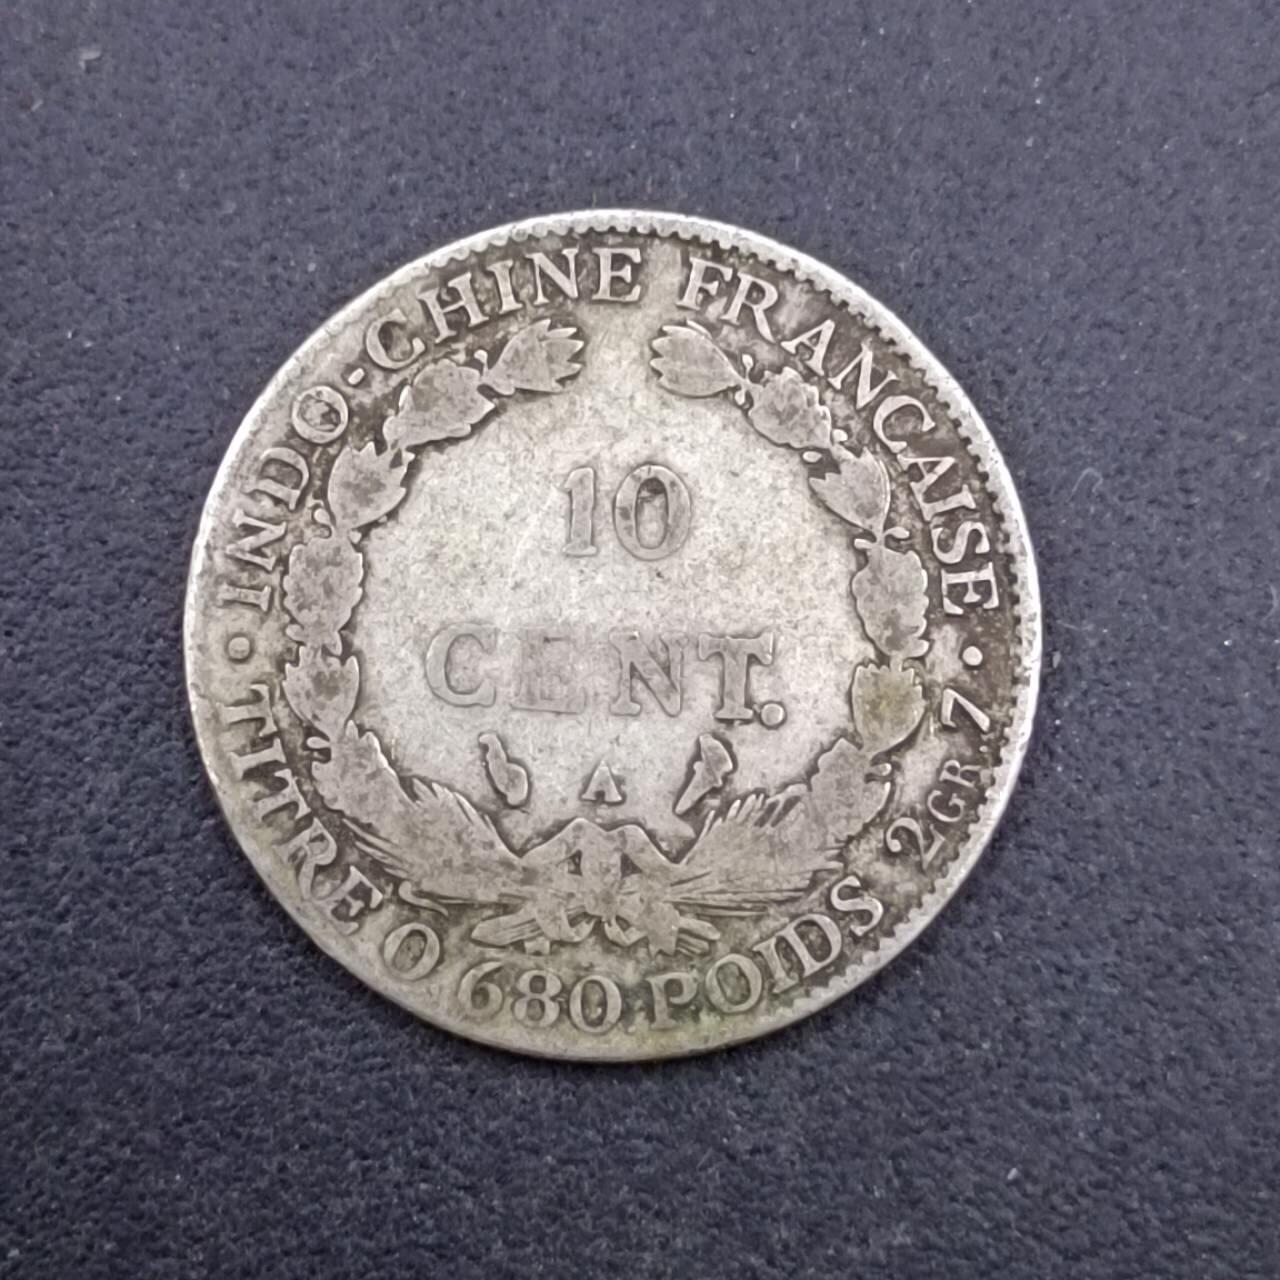 INDO-CHINE FRANCAISE
10
CENT.
A
TITRE 0 680 POIDS 2GR.7